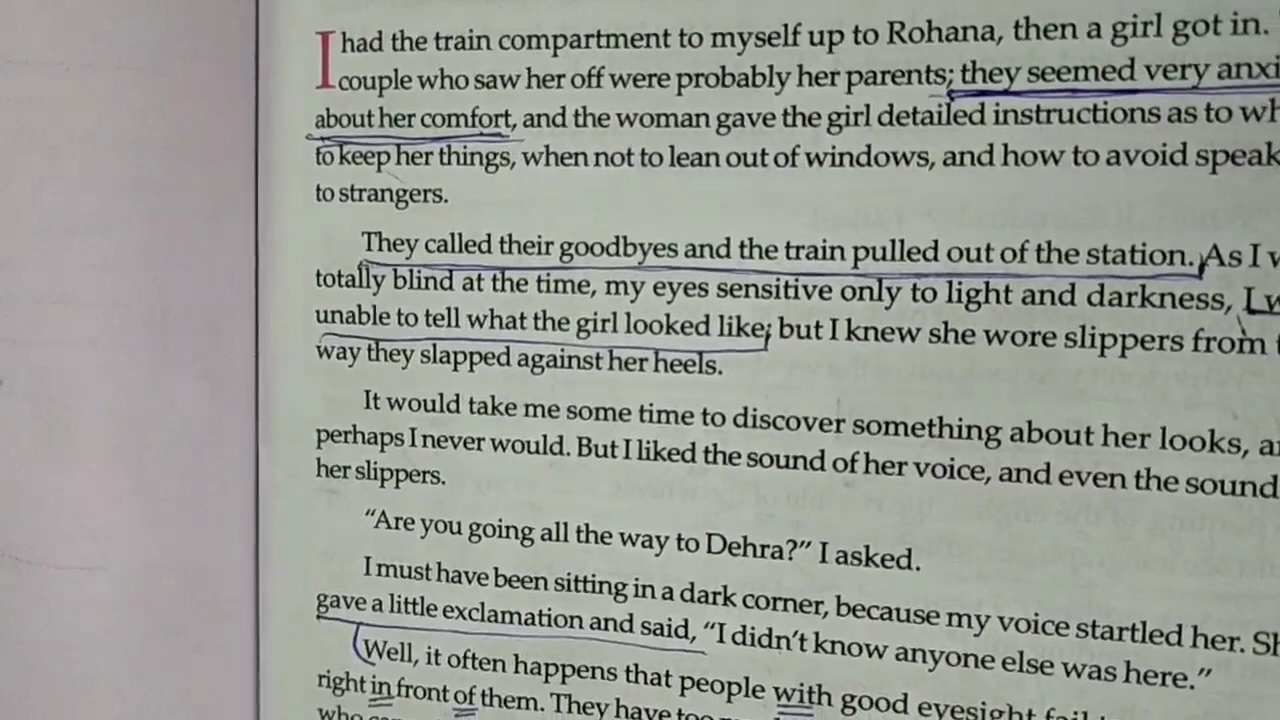 I had the train compartment to myself up to Rohana, then a girl got in.
couple who saw her off were probably her parents; they seemed very
about her comfort, and the woman gave the girl detailed instructions as to
to keep her things, when not to lean out of windows, and how to avoid
to strangers.
They called their goodbyes and the train pulled out of the station. As I
totally blind at the time, my eyes sensitive only to light and darkness, I
unable to tell what the girl looked like; but I knew she wore slippers from
way they slapped against her heels.
It would take me some time to discover something about her looks,
perhaps I never would. But I liked the sound of her voice, and even the sound
her slippers.
“Are you going all the way to Dehra?” I asked.
I must have been sitting in a dark corner, because my voice startled her.
gave a little exclamation and said, “I didn’t know anyone else was here.”
Well, it often happens that people with good eyesight
right in front of them. They have
who